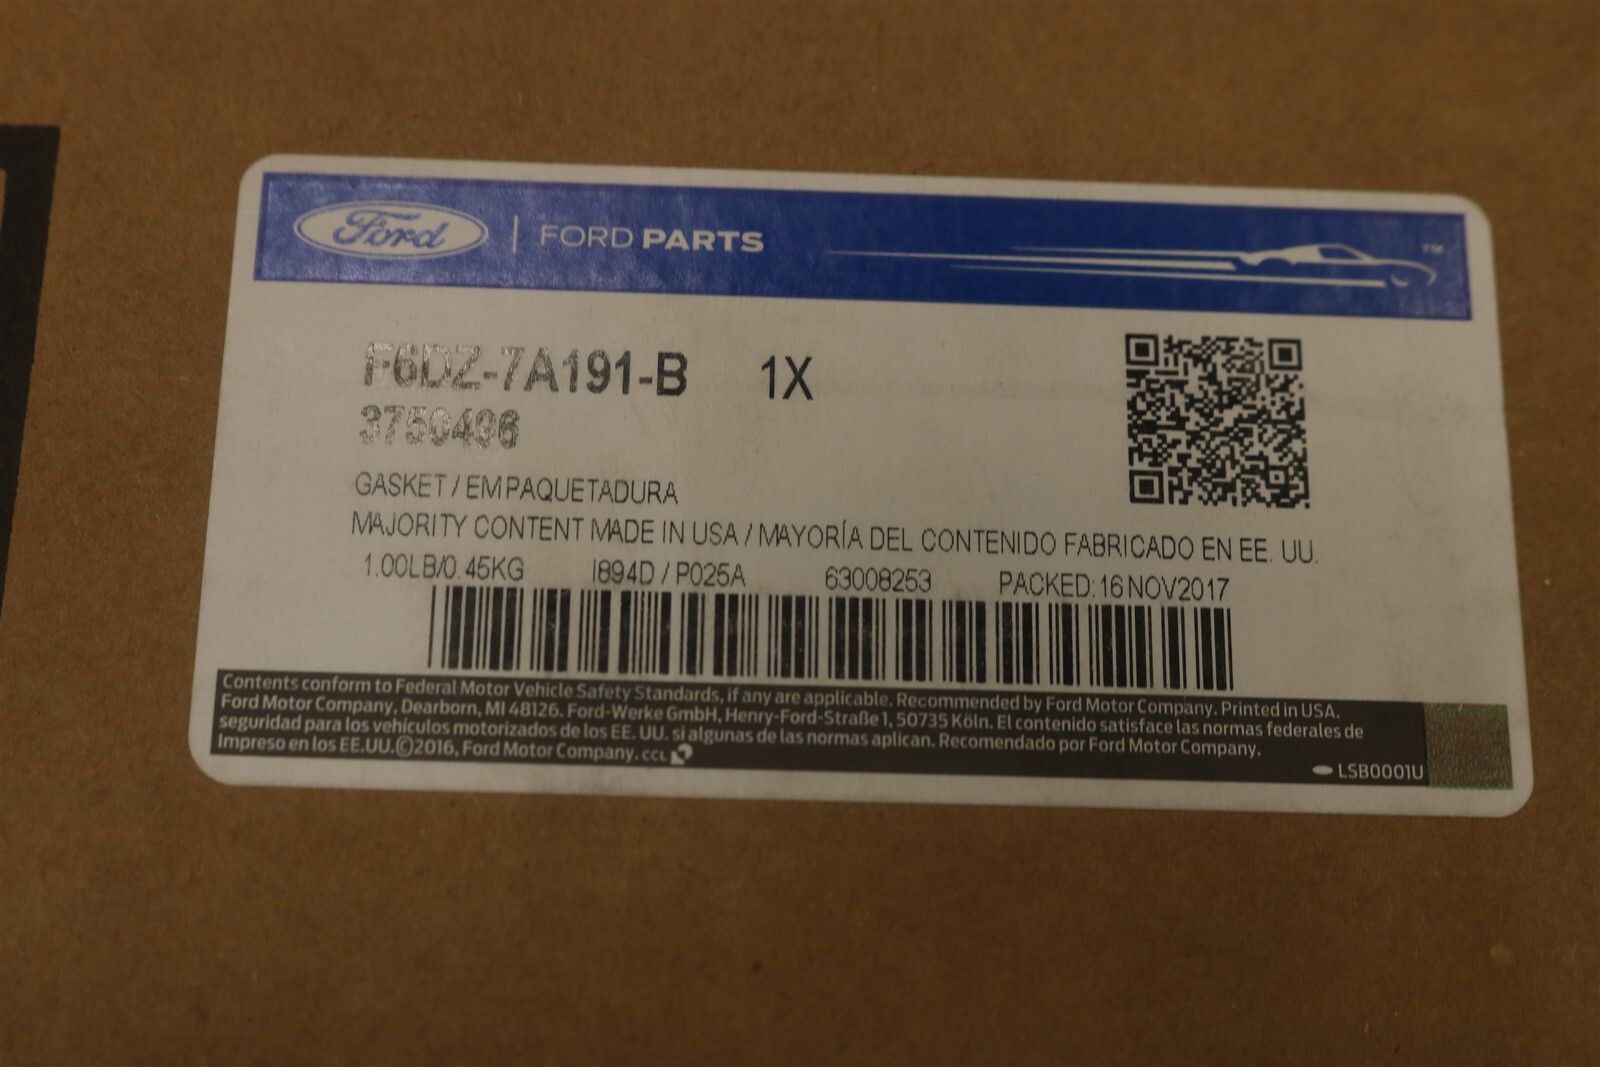 Ford | FORD PARTS ™
F6DZ-7A191-B 1X
3750496
GASKET / EMPAQUETADURA
MAJORITY CONTENT MADE IN USA / MAYORÍA DEL CONTENIDO FABRICADO EN EE. UU.
1.00LB/0.45KG I894D / P025A 63008253 PACKED: 16 NOV2017
Contents conform to Federal Motor Vehicle Safety Standards, if any are applicable. Recommended by Ford Motor Company. Printed in USA.
Ford Motor Company, Dearborn, MI 48126. Ford-Werke GmbH, Henry-Ford-Straße 1, 50735 Köln. El contenido satisface las normas federales de
seguridad para los vehículos motorizados de los EE. UU. si algunas de las normas aplican. Recomendado por Ford Motor Company.
Impreso en los EE.UU.©2016, Ford Motor Company. CCL
LSB0001U